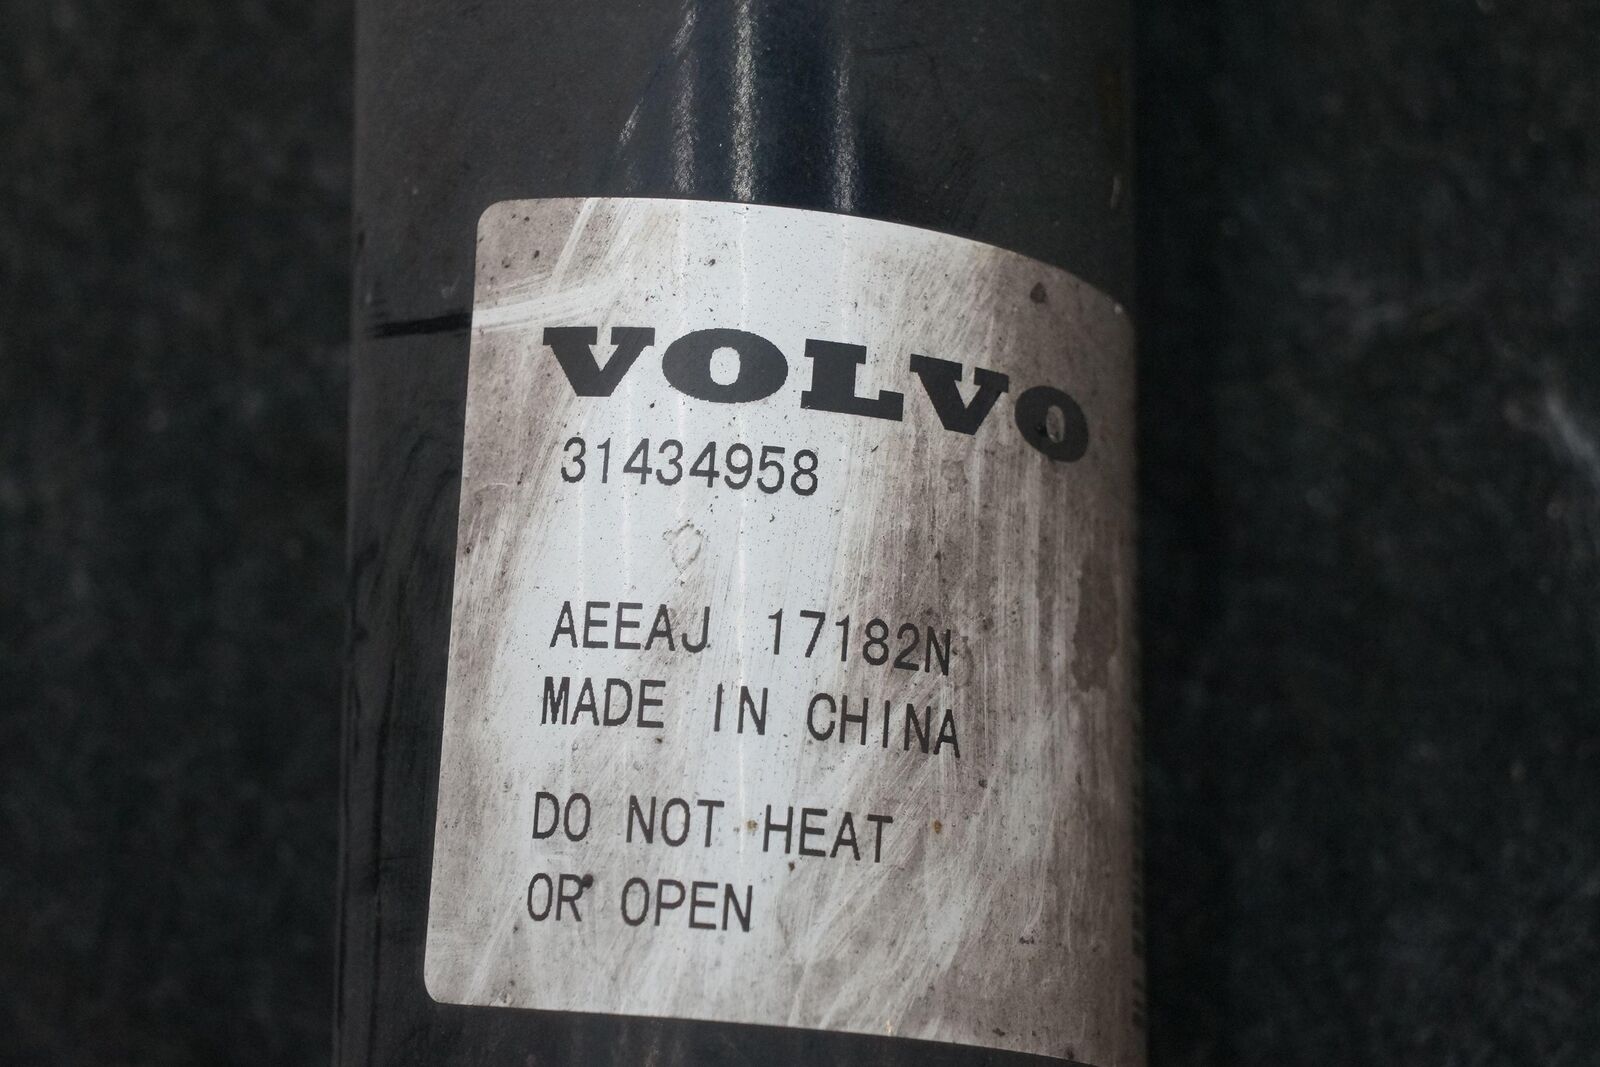 VOLVO
31434958
AEEAJ 17182N
MADE IN CHINA
DO NOT HEAT
OR OPEN